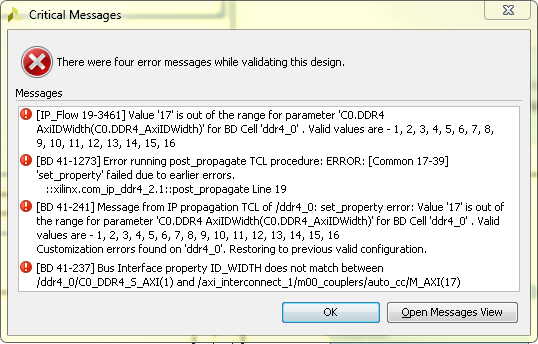 Critical Messages
There were four error messages while validating this design.
Messages
[IP_Flow 19-3461] Value '17' is out of the range for parameter 'C0.DDR4
AxiIDWidth(C0.DDR4_AxiIDWidth)' for BD Cell 'ddr4_0' . Valid values are - 1, 2, 3, 4, 5, 6, 7, 8,
9, 10, 11, 12, 13, 14, 15, 16
[BD 41-1273] Error running post_propagate TCL procedure: ERROR: [Common 17-39]
'set_property' failed due to earlier errors.
::xilinx.com_ip_ddr4_2.1::post_propagate Line 19
[BD 41-241] Message from IP propagation TCL of /ddr4_0: set_property error: Value '17' is out of
the range for parameter 'C0.DDR4 AxiIDWidth(C0.DDR4_AxiIDWidth)' for BD Cell 'ddr4_0' . Valid
values are - 1, 2, 3, 4, 5, 6, 7, 8, 9, 10, 11, 12, 13, 14, 15, 16
Customization errors found on 'ddr4_0'. Restoring to previous valid configuration.
[BD 41-237] Bus Interface property ID_WIDTH does not match between
/ddr4_0/C0_DDR4_S_AXI(1) and /axi_interconnect_1/m00_couplers/auto_cc/M_AXI(17)
OK
Open Messages View